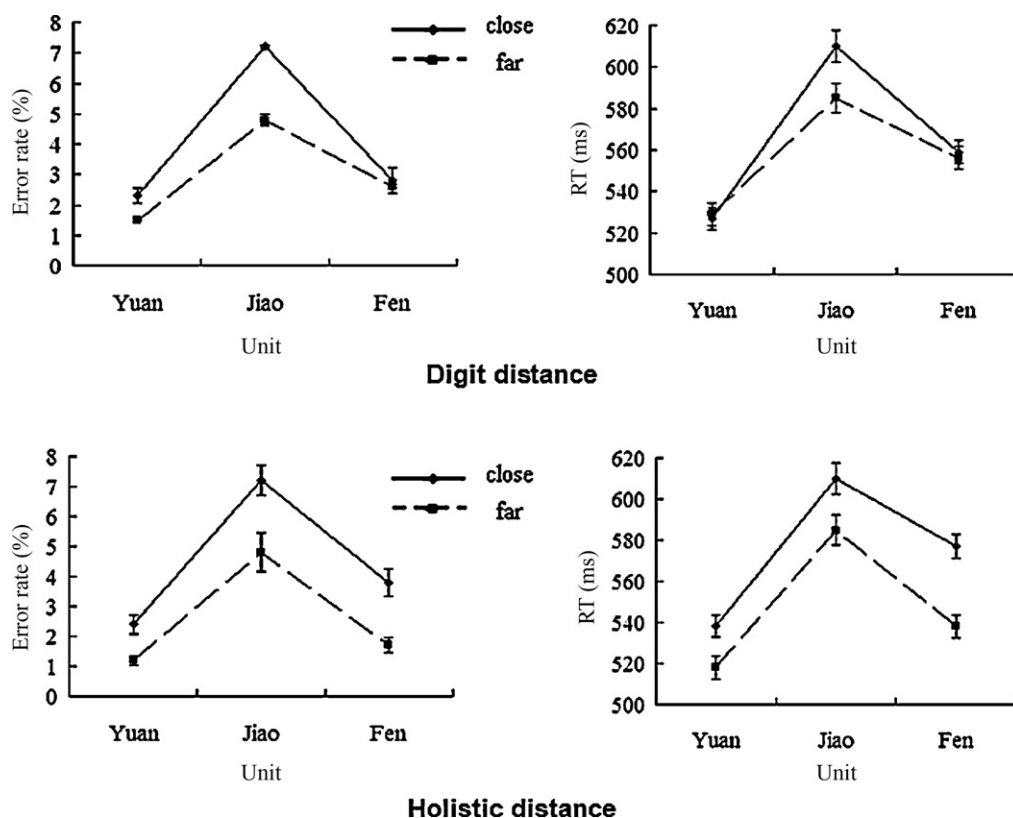 Error rate (%)
8
7
6
5
4
3
2
1
0
Yuan Jiao Fen
Unit
close
far
RT (ms)
620
600
580
560
540
520
500
Yuan Jiao Fen
Unit
Digit distance
Error rate (%)
8
7
6
5
4
3
2
1
0
Yuan Jiao Fen
Unit
close
far
RT (ms)
620
600
580
560
540
520
500
Yuan Jiao Fen
Unit
Holistic distance